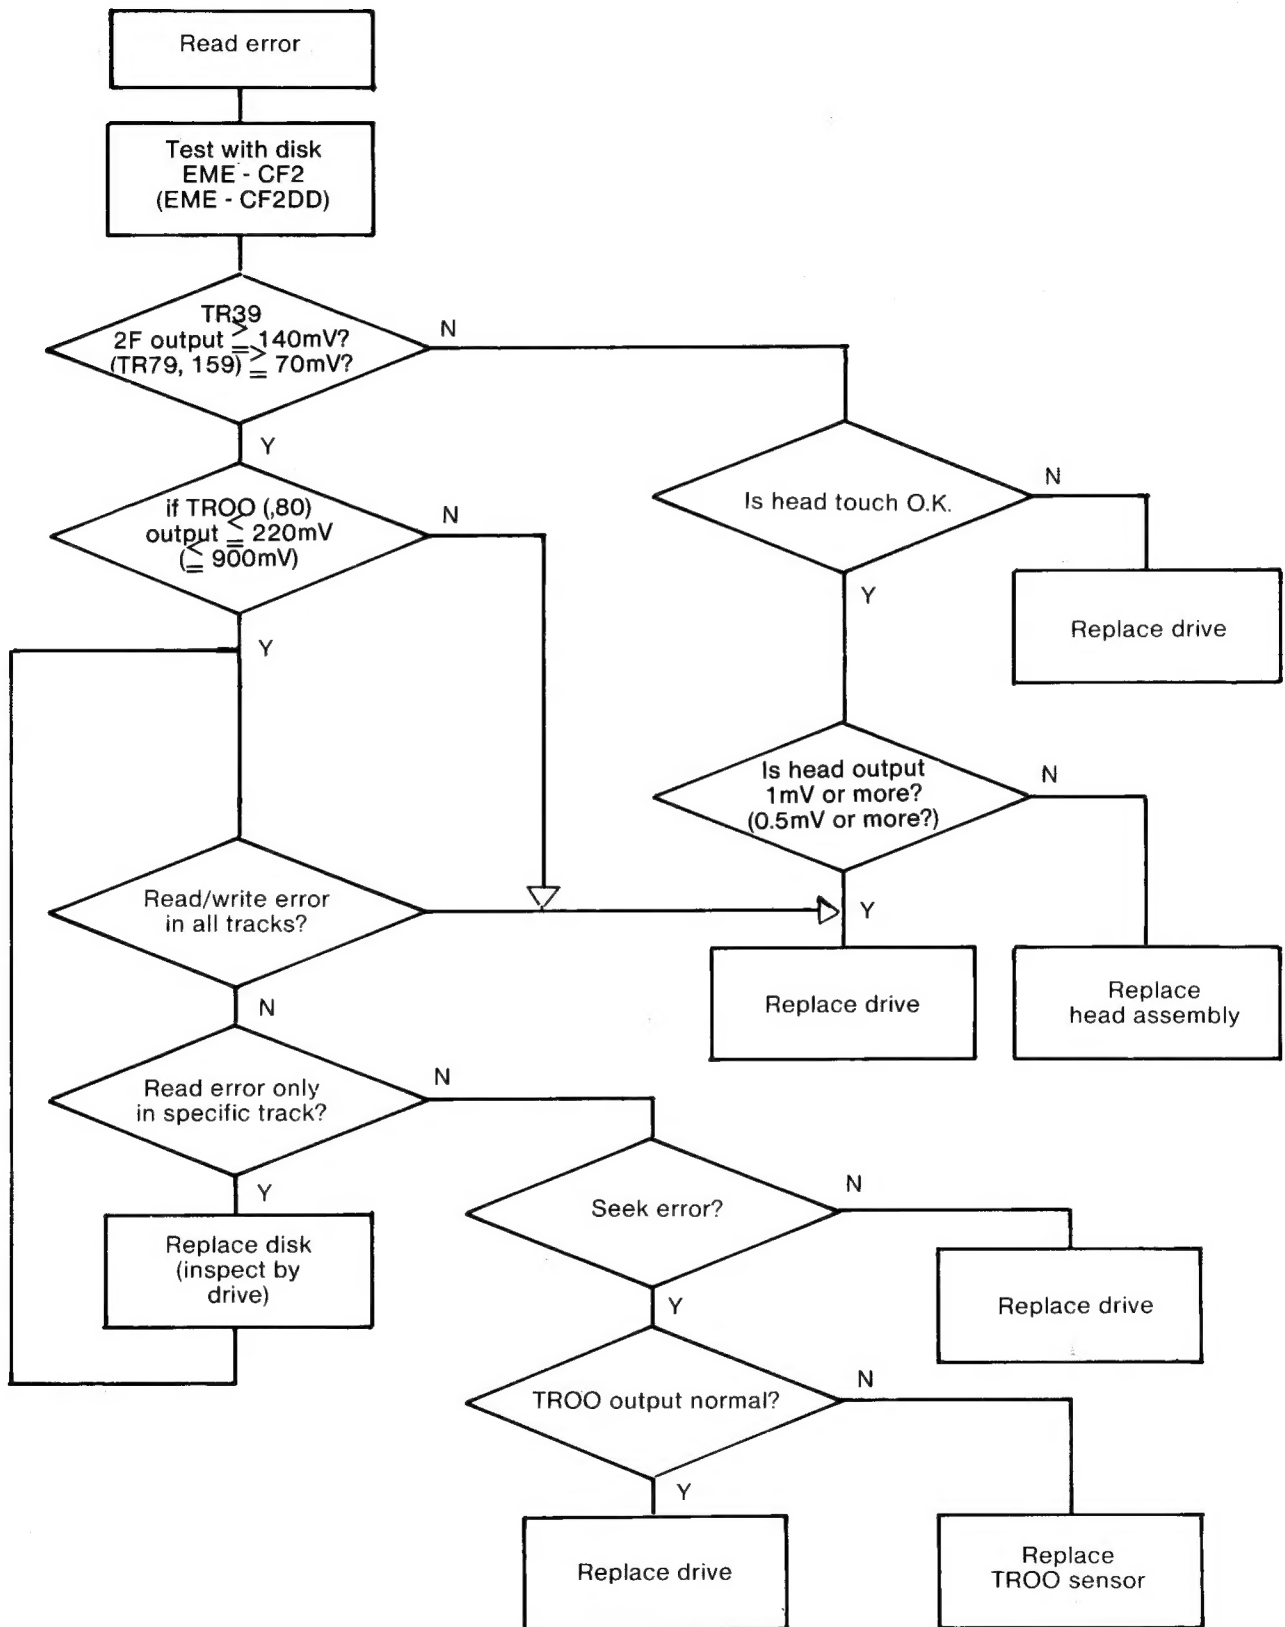 Read error
Test with disk
EME - CF2
(EME - CF2DD)
TR39
2F output ≥ 140mV?
(TR79, 159) ≥ 70mV?
N
Y
if TROO (,80)
output ≤ 220mV
(≤ 900mV)
N
Y
Is head touch O.K.
N
Y
Replace drive
Is head output
1mV or more?
(0.5mV or more?)
N
Y
Read/write error
in all tracks?
N
Replace drive
Replace
head assembly
Read error only
in specific track?
N
Y
Seek error?
N
Y
Replace disk
(inspect by
drive)
Replace drive
TROO output normal?
N
Y
Replace drive
Replace
TROO sensor